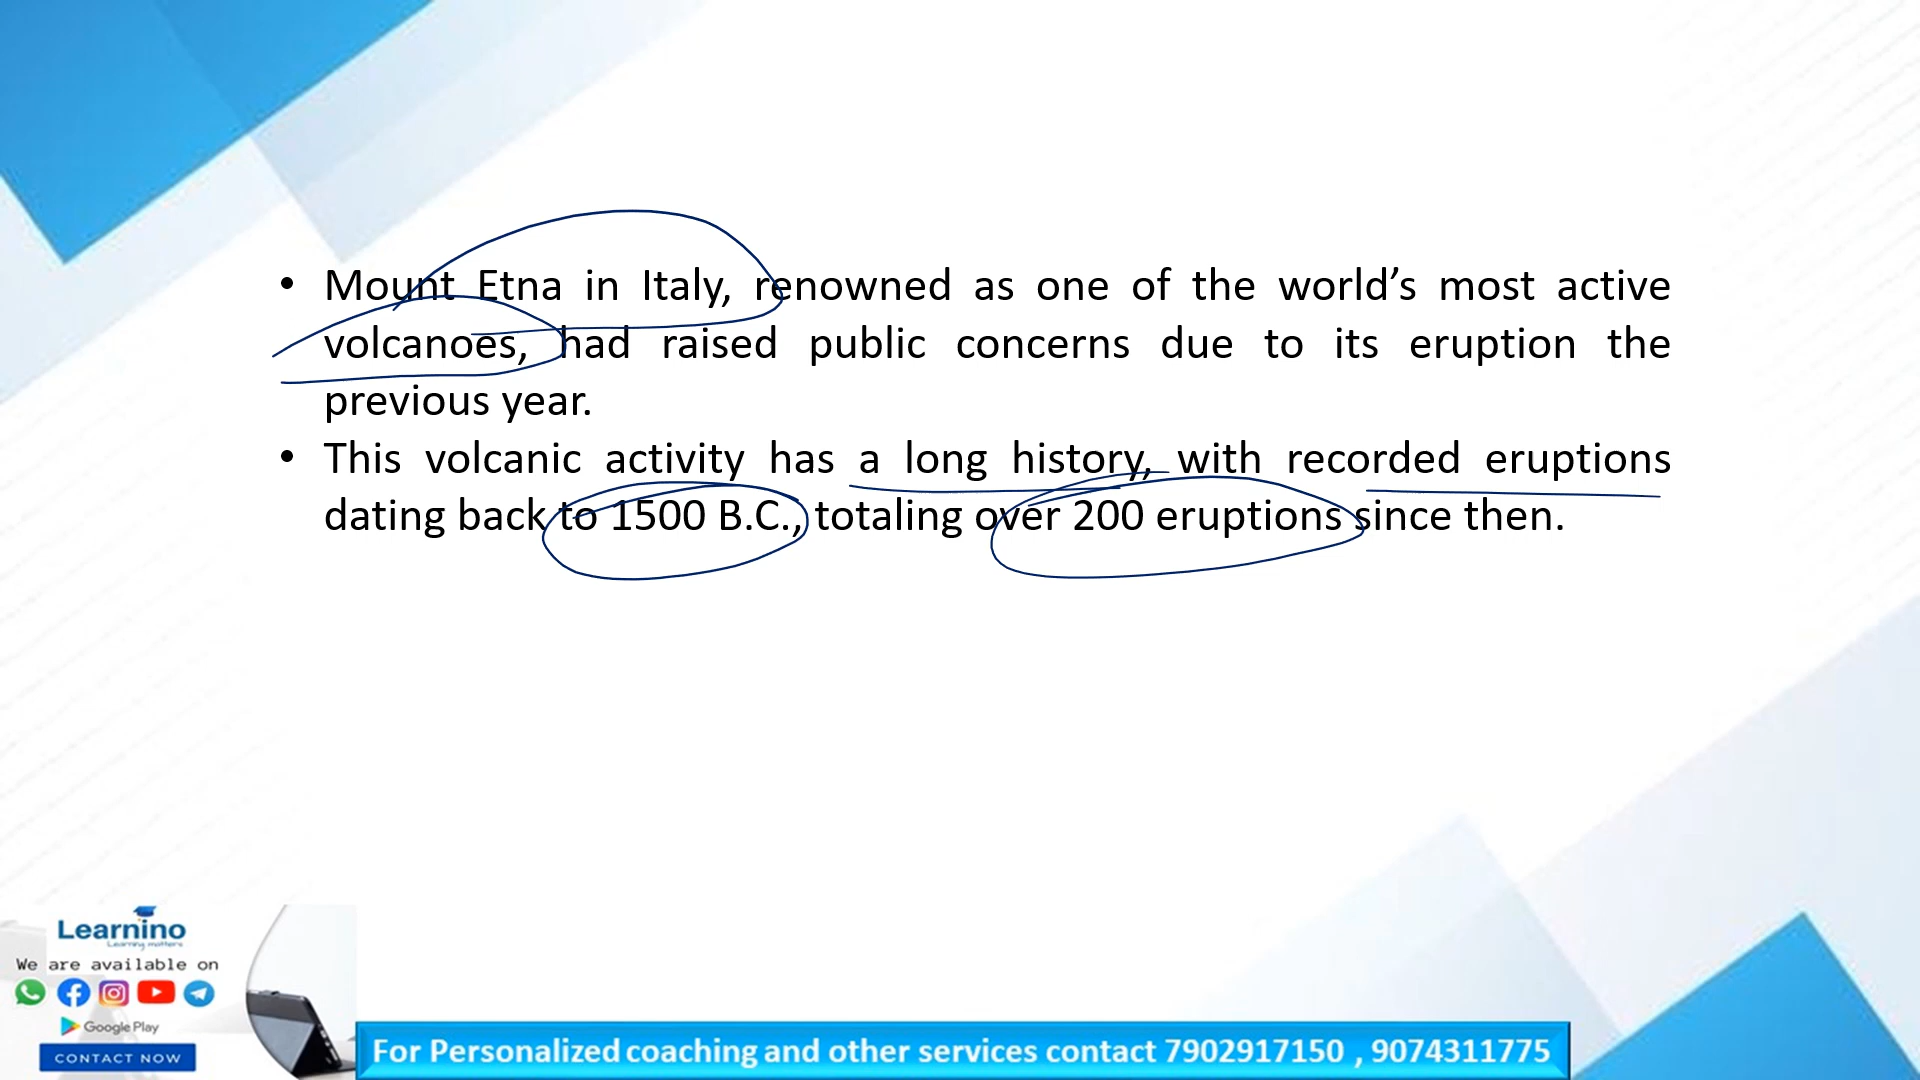 • Mount Etna in Italy, renowned as one of the world’s most active
volcanoes, had raised public concerns due to its eruption the
previous year.
• This volcanic activity has a long history, with recorded eruptions
dating back to 1500 B.C., totaling over 200 eruptions since then.
Learnino
Learning matters
We are available on
Google Play
CONTACT NOW
For Personalized coaching and other services contact 7902917150 , 9074311775